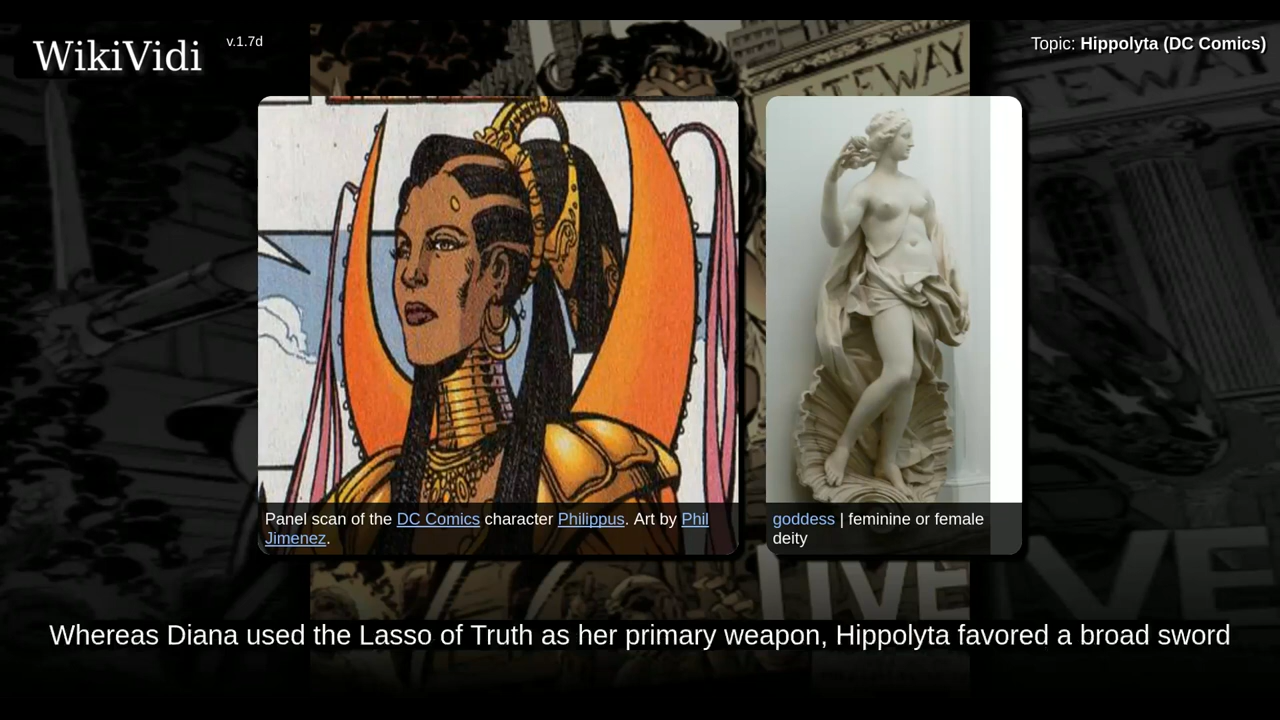 WikiVidi
v.1.7d
Topic: Hippolyta (DC Comics)
GATEWAY
Panel scan of the DC Comics character Philippus. Art by Phil
Jimenez.
goddess | feminine or female
deity
LIVE
Whereas Diana used the Lasso of Truth as her primary weapon, Hippolyta favored a broad sword